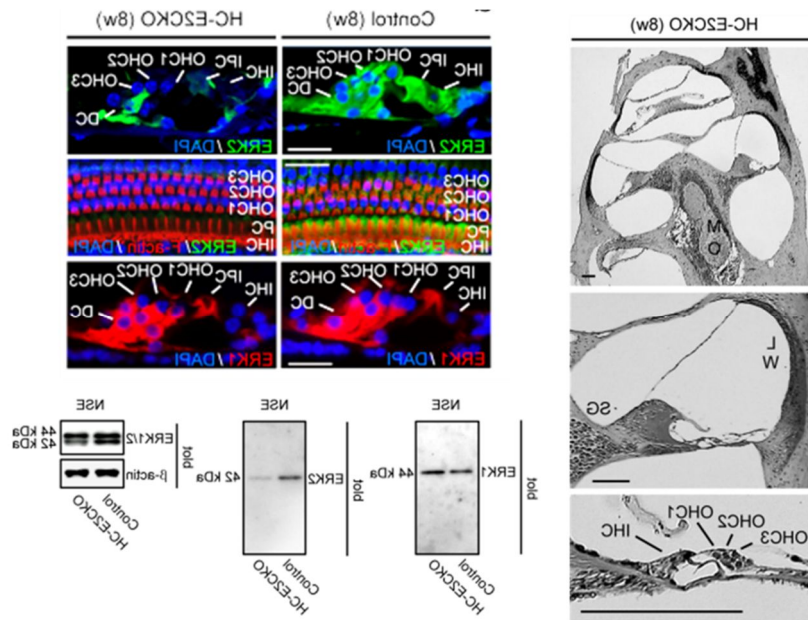 HC-E2CKO (8w)
Control (8w)
OHC3
OHC2
OHC1
IPC
IHC
DC
ERK2/DAPI
OHC3
OHC2
OHC1
IPC
IHC
DC
ERK2/DAPI
OHC3
OHC2
OHC1
PC
IHC
ERK2/F-actin/DAPI
OHC3
OHC2
OHC1
PC
IHC
ERK2/
/DAPI
OHC3
OHC2
OHC1
IPC
IHC
DC
ERK1/DAPI
OHC3
OHC2
OHC1
IPC
IHC
DC
ERK1/DAPI
NSE
44 kDa
42 kDa
ERK1/2
β-actin
blot
Control
HC-E2CKO
NSE
42 kDa
ERK2
blot
Control
HC-E2CKO
NSE
44 kDa
ERK1
blot
Control
HC-E2CKO
HC-E2CKO (8w)
M
O
L
W
SG
IHC
OHC1
OHC2
OHC3